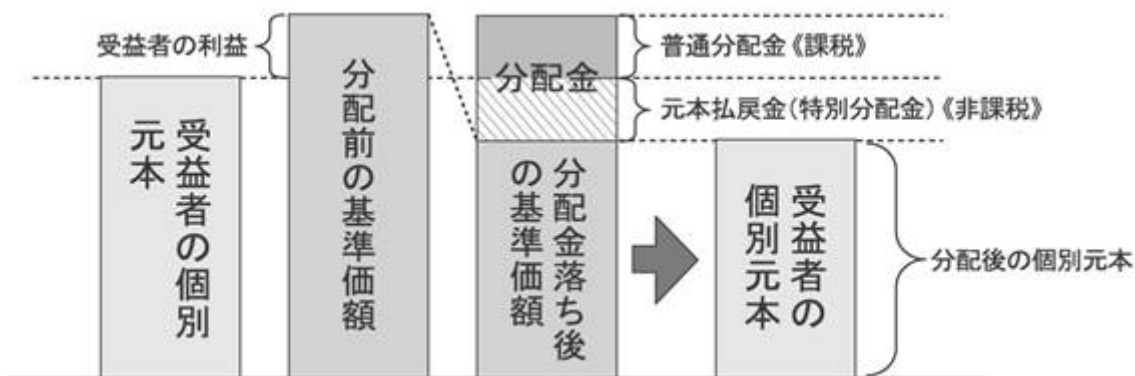 受益者の利益
受益者の個別
元本
分配前の基準価額
分配金
普通分配金《課税》
元本払戻金(特別分配金)《非課税》
分配金落ち後
の基準価額
受益者の
個別元本
分配後の個別元本